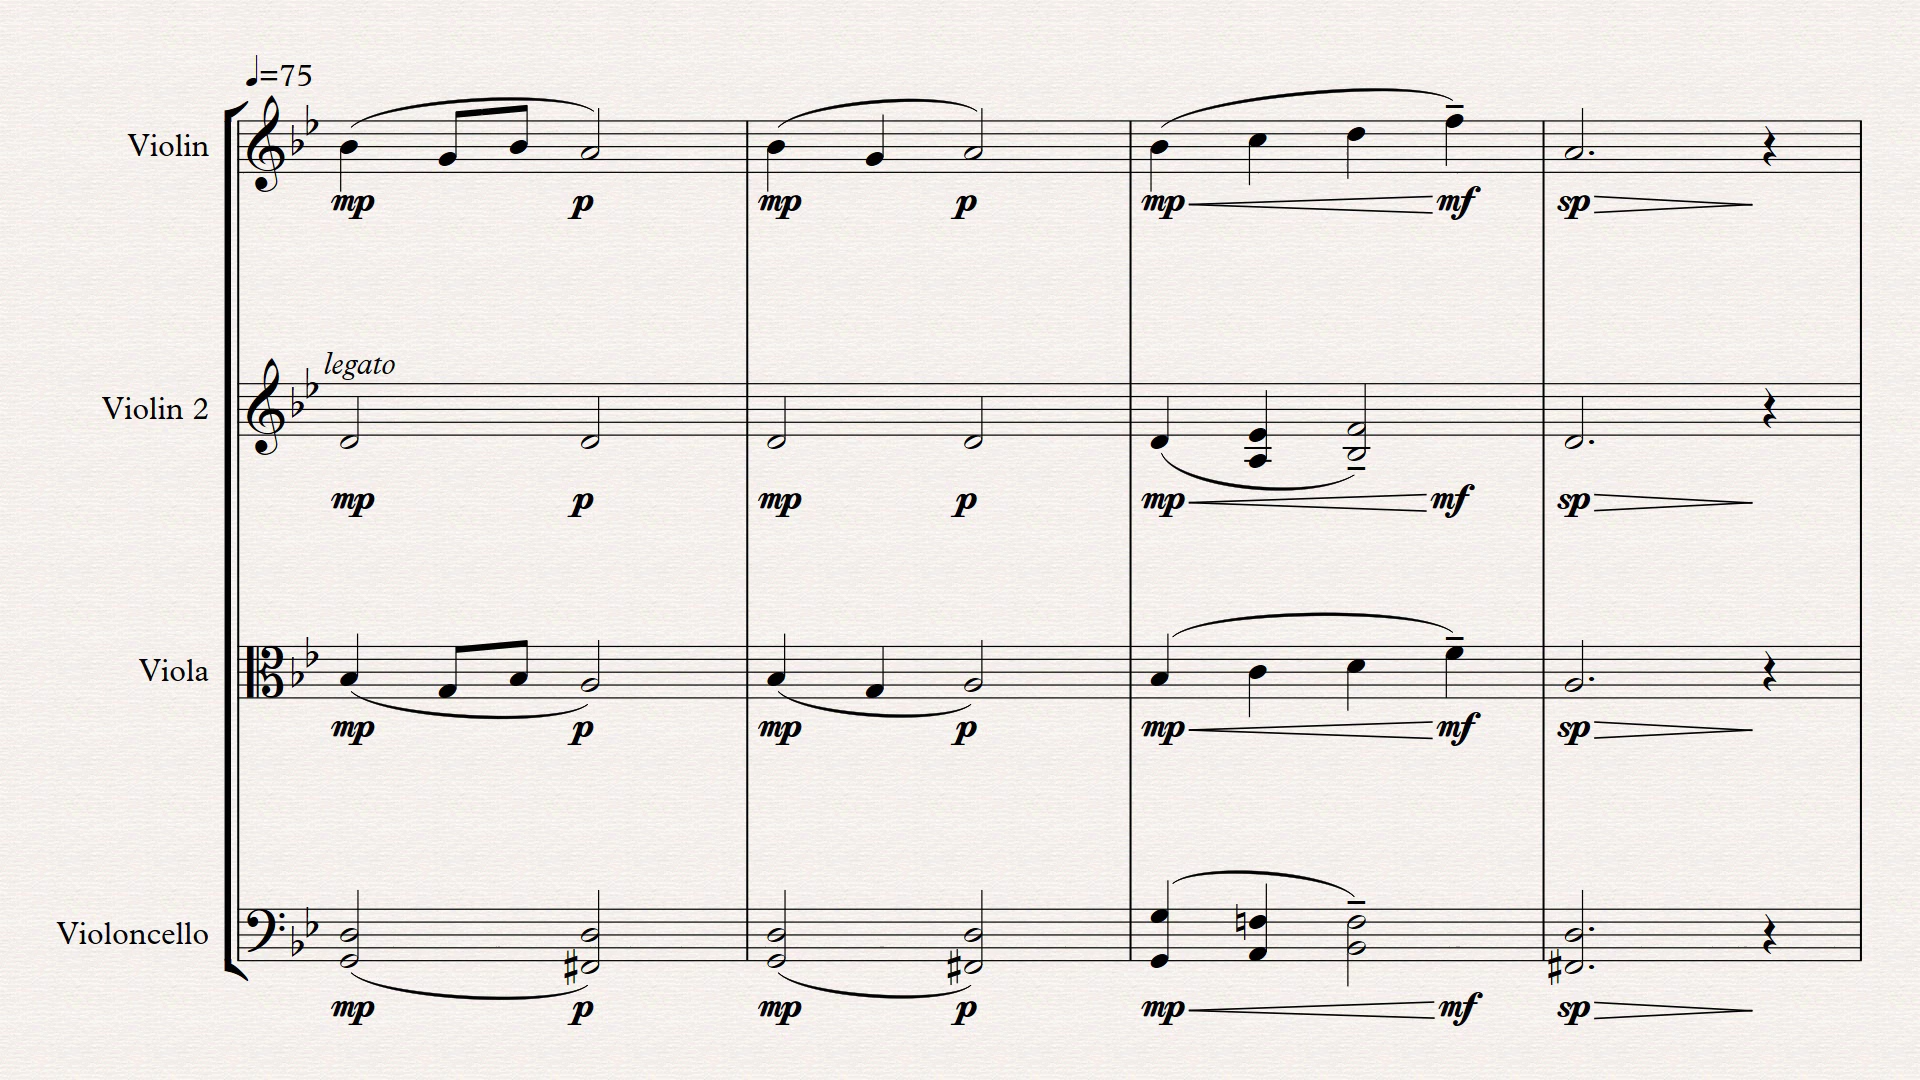 ♩=75
Violin
mp p mp p mp mf sp
legato
Violin 2
mp p mp p mp mf sp
Viola
mp p mp p mp mf sp
Violoncello
mp p mp p mp mf sp